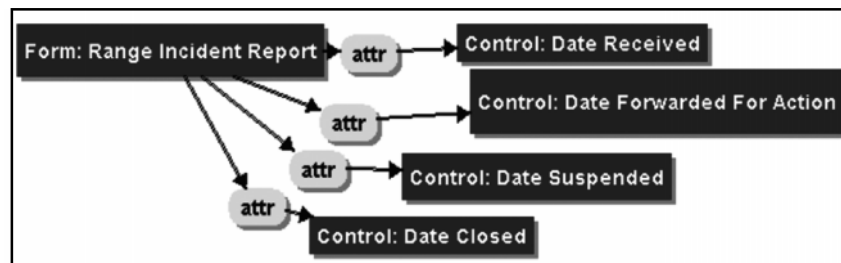 Form: Range Incident Report
attr
Control: Date Received
attr
Control: Date Forwarded For Action
attr
Control: Date Suspended
attr
Control: Date Closed